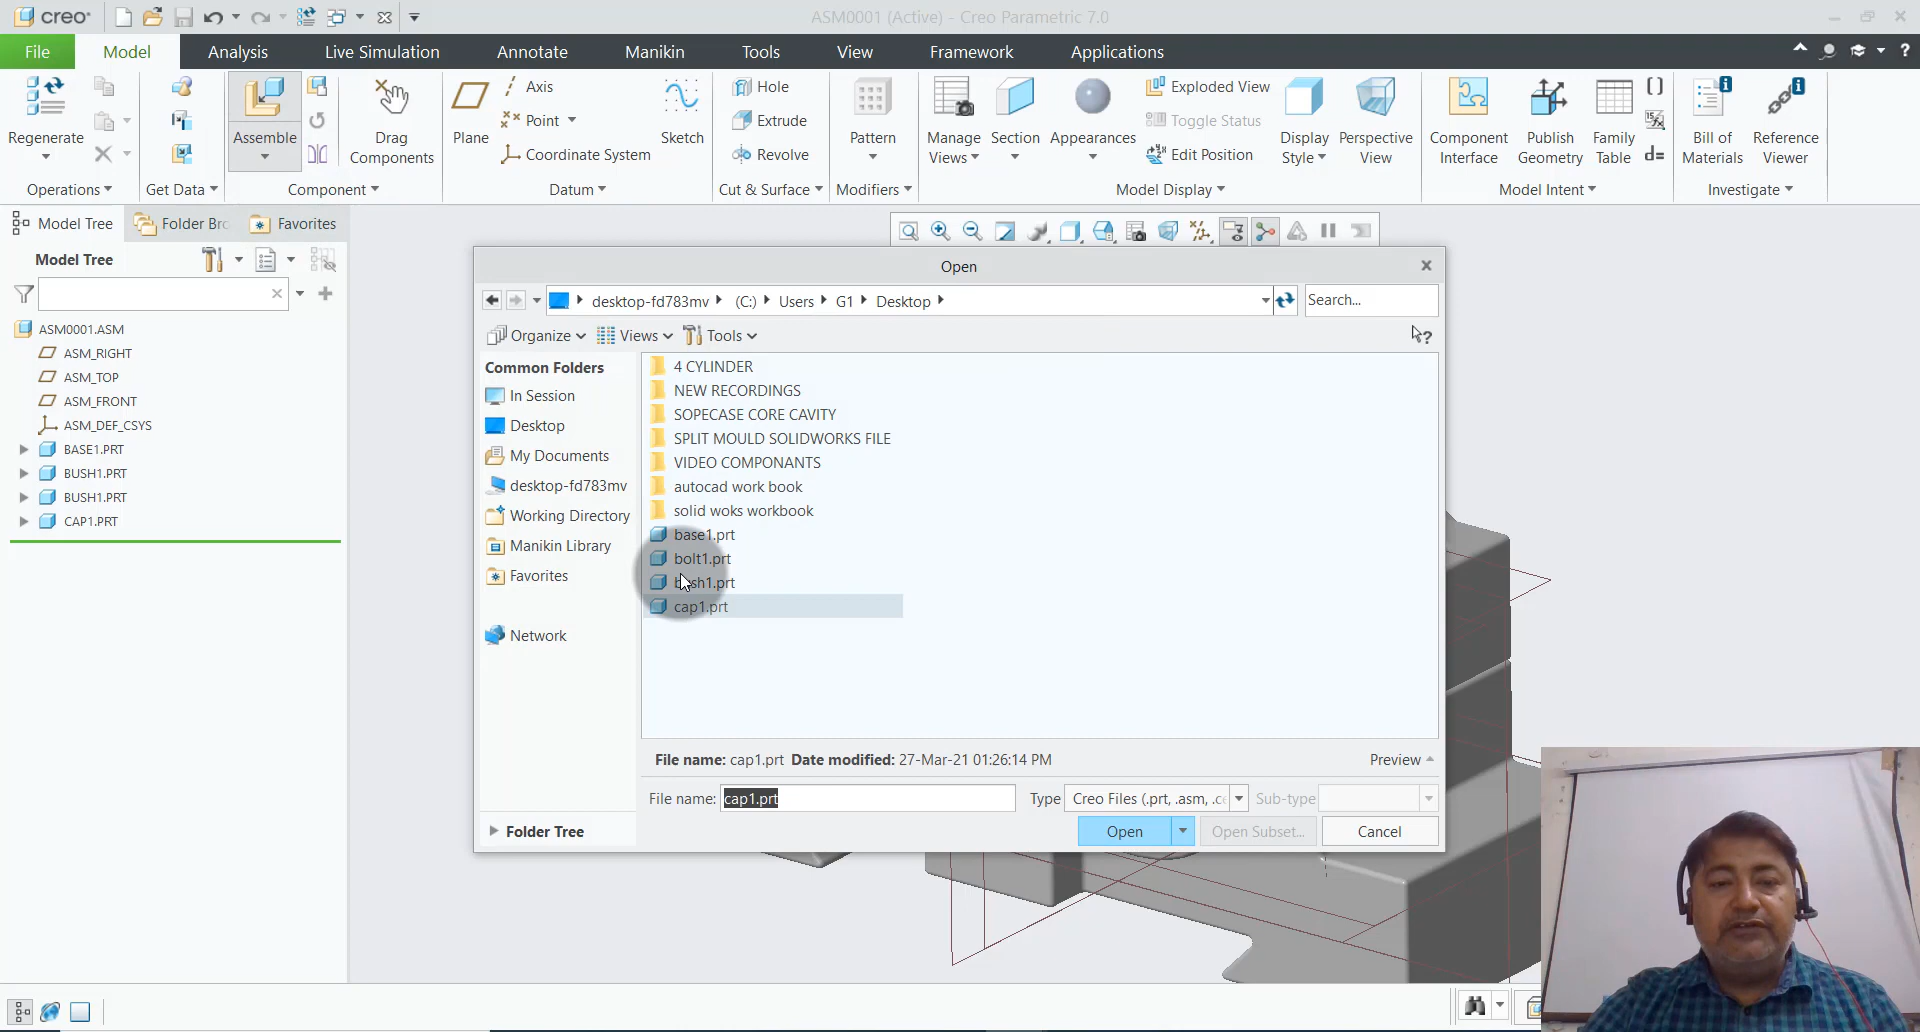 creo
ASM0001 (Active) - Creo Parametric 7.0
File Model Analysis Live Simulation Annotate Manikin Tools View Framework Applications
Regenerate
Operations
Get Data
Assemble
Drag
Components
Component
Plane
Axis
Point
Coordinate System
Sketch
Datum
Hole
Extrude
Revolve
Cut & Surface
Pattern
Modifiers
Manage
Views
Section
Appearances
Exploded View
Toggle Status
Edit Position
Display
Style
Perspective
View
Model Display
Component
Interface
Publish
Geometry
Family
Table
Model Intent
Bill of
Materials
Reference
Viewer
Investigate
Model Tree Folder Bro Favorites
Model Tree
ASM0001.ASM
ASM_RIGHT
ASM_TOP
ASM_FRONT
ASM_DEF_CSYS
BASE1.PRT
BUSH1.PRT
BUSH1.PRT
CAP1.PRT
Open
desktop-fd783mv (C:) Users G1 Desktop
Search...
Organize Views Tools
Common Folders
In Session
Desktop
My Documents
desktop-fd783mv
Working Directory
Manikin Library
Favorites
Network
Folder Tree
4 CYLINDER
NEW RECORDINGS
SOPECASE CORE CAVITY
SPLIT MOULD SOLIDWORKS FILE
VIDEO COMPONANTS
autocad work book
solid woks workbook
base1.prt
bolt1.prt
bush1.prt
cap1.prt
File name: cap1.prt Date modified: 27-Mar-21 01:26:14 PM Preview
File name: cap1.prt Type Creo Files (.prt, .asm, .c Sub-type
Open Open Subset... Cancel